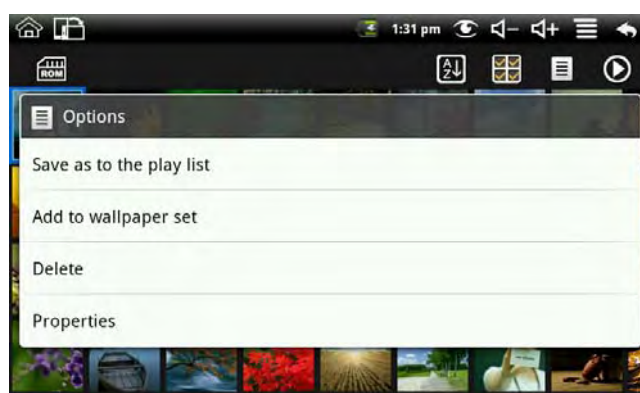 1:31 pm
ROM
A Z
Options
Save as to the play list
Add to wallpaper set
Delete
Properties